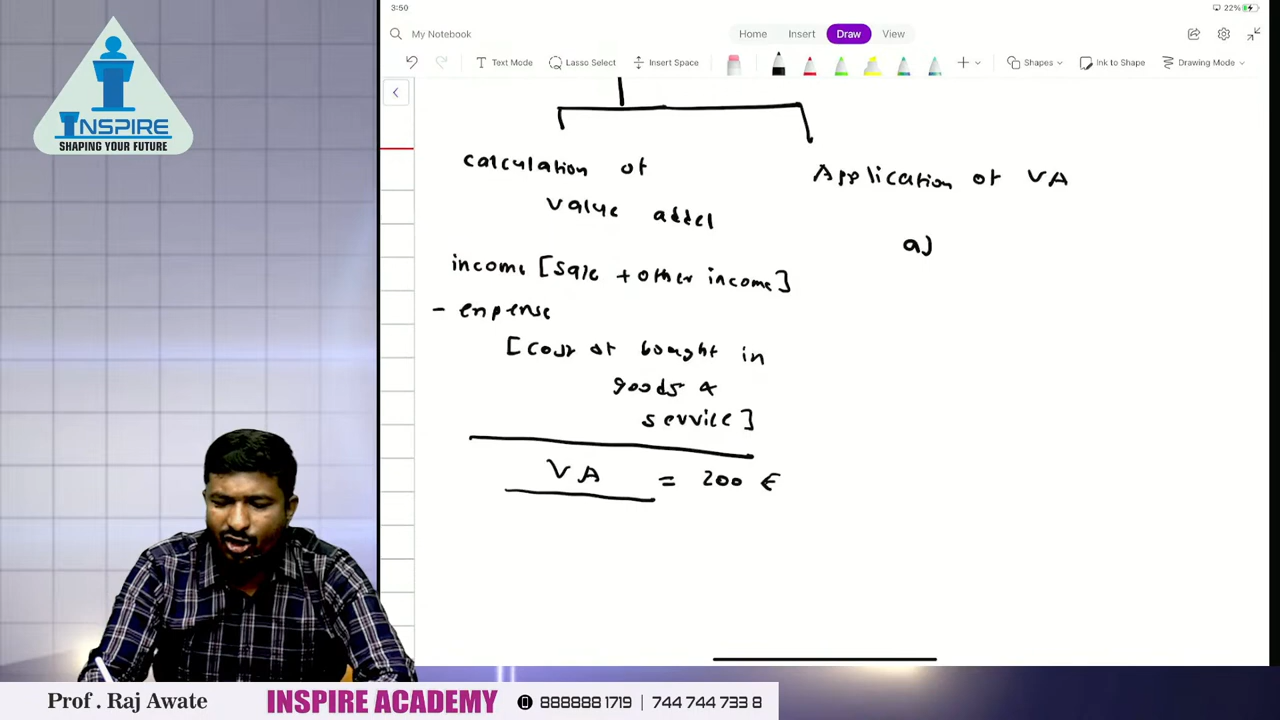 3:50
22%
My Notebook
Home
Insert
Draw
View
Text Mode
Lasso Select
Insert Space
Shapes
Ink to Shape
Drawing Mode
INSPIRE
SHAPING YOUR FUTURE
calculation of
value added
Application of VA
a)
income [Sale + other income]
- expense
[cost of bought in
goods &
service]
VA = 200 €
Prof . Raj Awate
INSPIRE ACADEMY
888888 1719
744 744 733 8